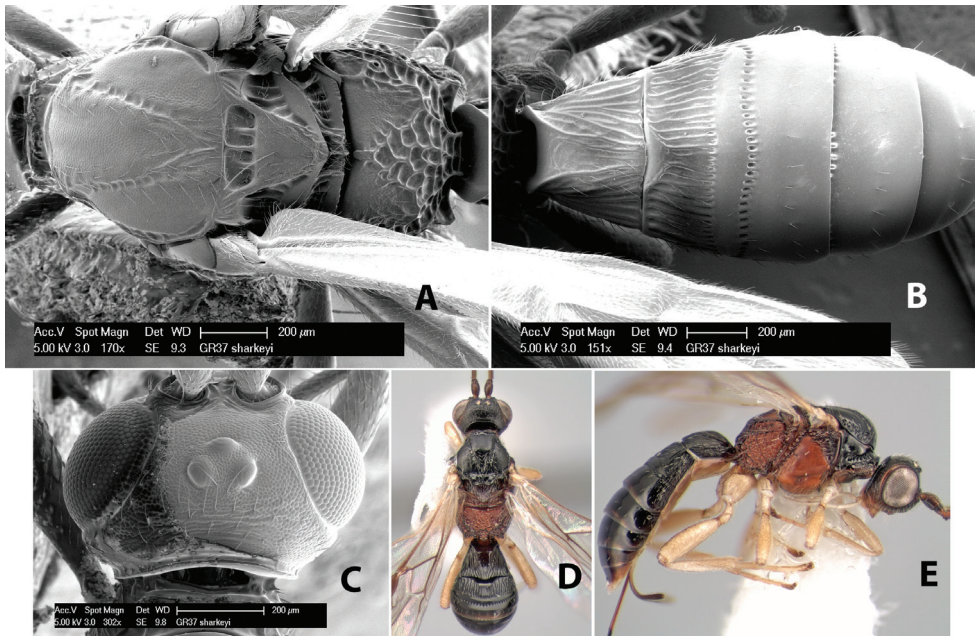 A
Acc.V Spot Magn Det WD 200 µm
5.00 kV 3.0 170x SE 9.3 GR37 sharkeyi
B
Acc.V Spot Magn Det WD 200 µm
5.00 kV 3.0 151x SE 9.4 GR37 sharkeyi
C
Acc.V Spot Magn Det WD 200 µm
5.00 kV 3.0 302x SE 9.8 GR37 sharkeyi
D
E